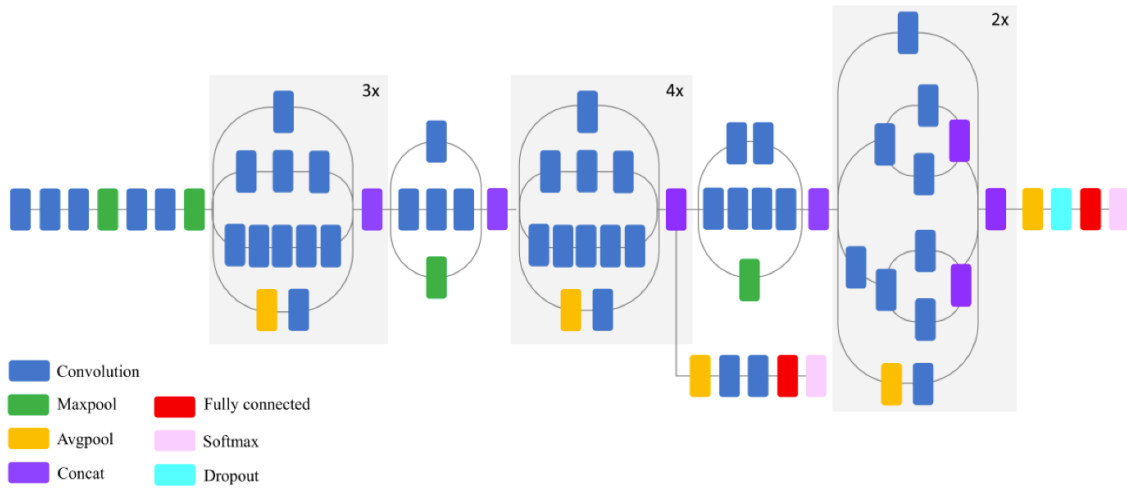 3x
4x
2x
Convolution
Maxpool
Fully connected
Avgpool
Softmax
Concat
Dropout